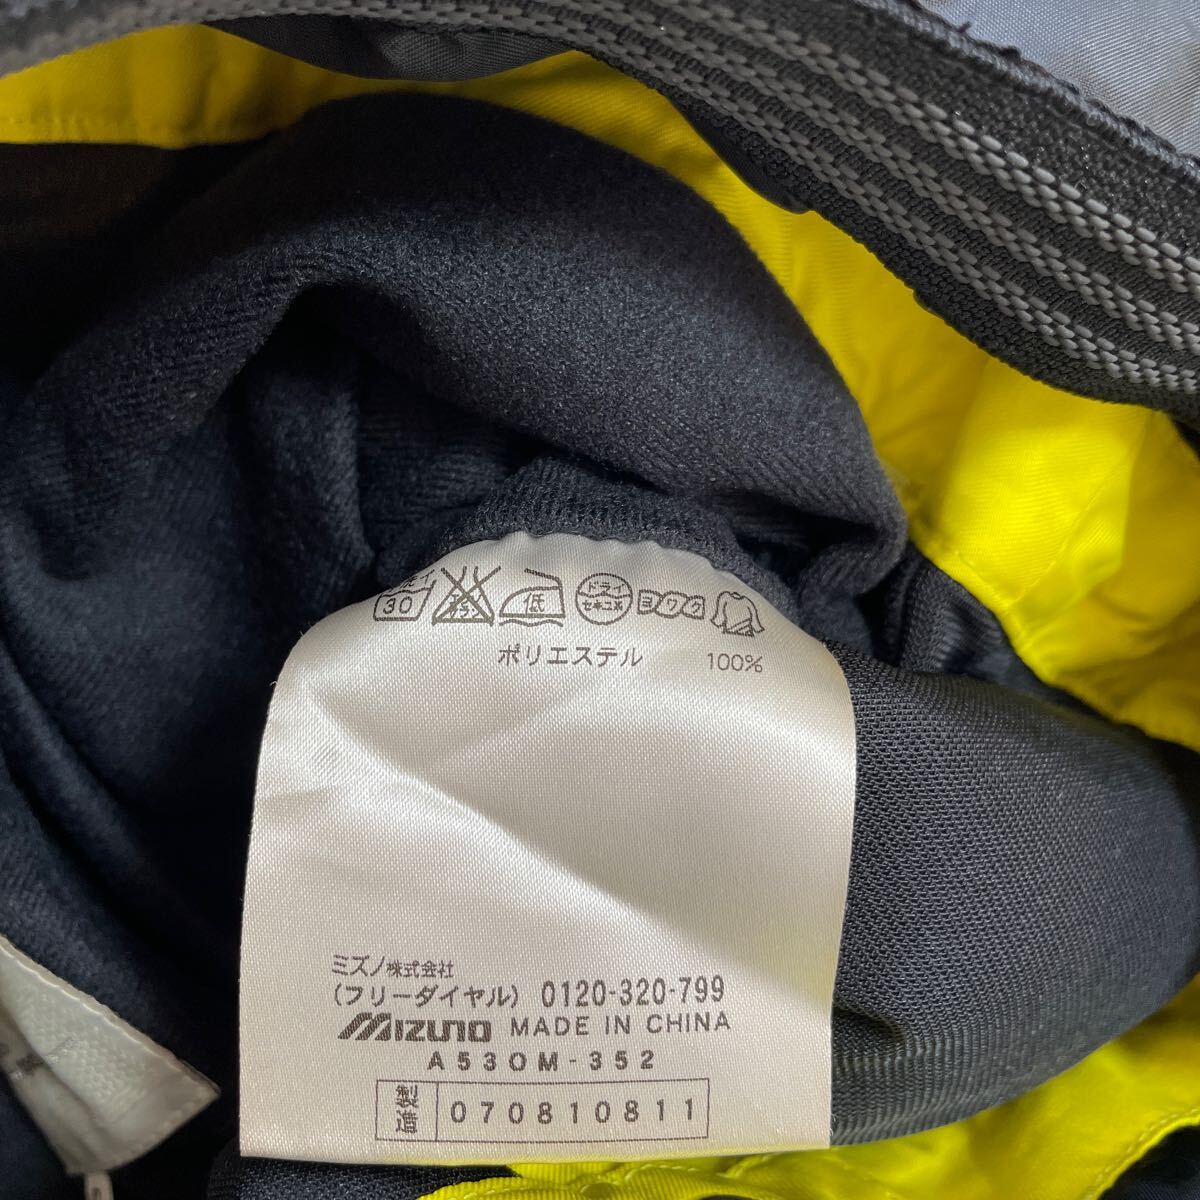 30
低
ドライ
セキユ系
ヨワク
ポリエステル 100%
ミズノ株式会社
(フリーダイヤル) 0120-320-799
MIZUNO MADE IN CHINA
A53OM-352
製造 070810811